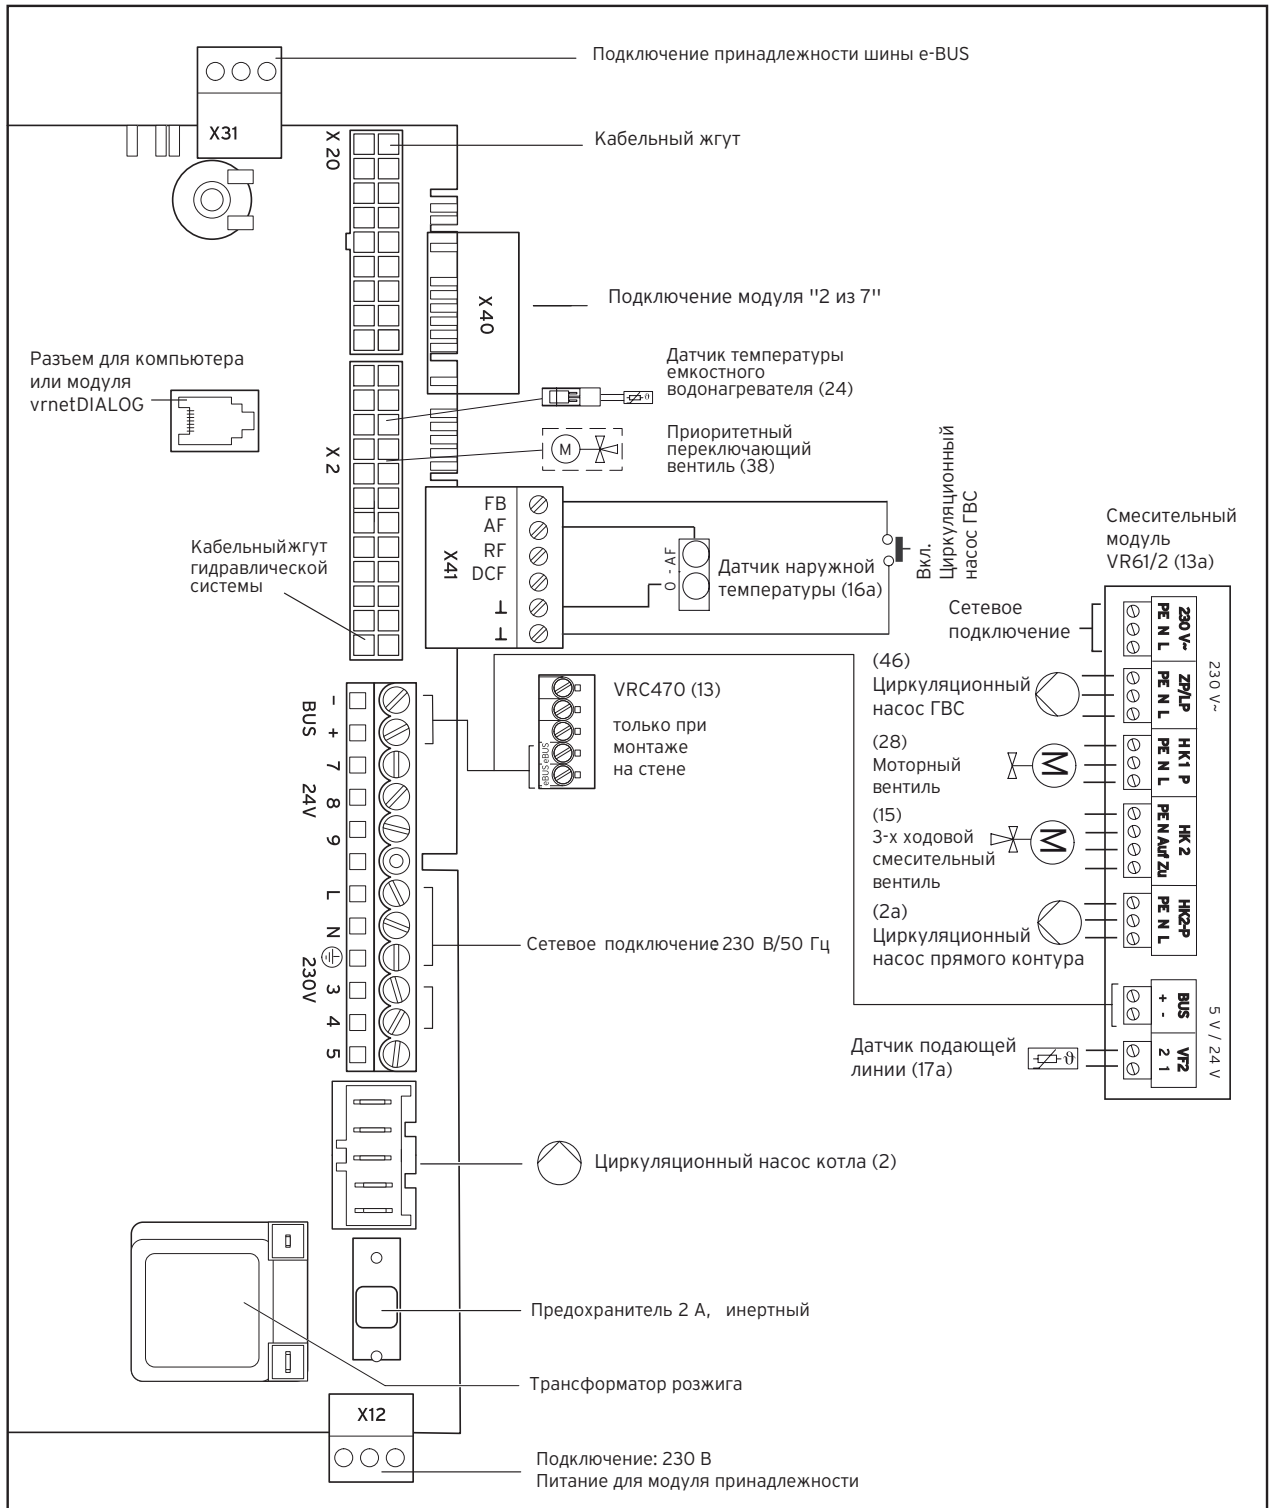 Подключение принадлежности шины e-BUS
X31
X 20
Кабельный жгут
X40
Подключение модуля "2 из 7"
Разъем для компьютера
или модуля
vrnetDIALOG
Датчик температуры
емкостного
водонагревателя (24)
ϑ
X 2
M
Приоритетный
переключающий
вентиль (38)
Кабельный жгут
гидравлической
системы
X41
FB
AF
RF
DCF
⊥
⊥
O - AF
Датчик наружной
температуры (16a)
Вкл.
Циркуляционный
насос ГВС
Смесительный
модуль
VR61/2 (13a)
Сетевое
подключение
230 V~
PE N L
230 V~
(46)
Циркуляционный
насос ГВС
ZP/LP
PE N L
(28)
Моторный
вентиль
M
HK1 P
PE N L
(15)
3-х ходовой
смесительный
вентиль
M
HK 2
PE N Auf Zu
(2a)
Циркуляционный
насос прямого контура
HK2-P
PE N L
BUS
+ -
5 V / 24 V
Датчик подающей
линии (17a)
ϑ
VF2
2 1
VRC470 (13)
только при
монтаже
на стене
eBUS eBUS
BUS
- +
24V
7 8 9
L N
230V
3 4 5
Сетевое подключение 230 В/50 Гц
Циркуляционный насос котла (2)
Предохранитель 2 А, инертный
Трансформатор розжига
X12
Подключение: 230 В
Питание для модуля принадлежности